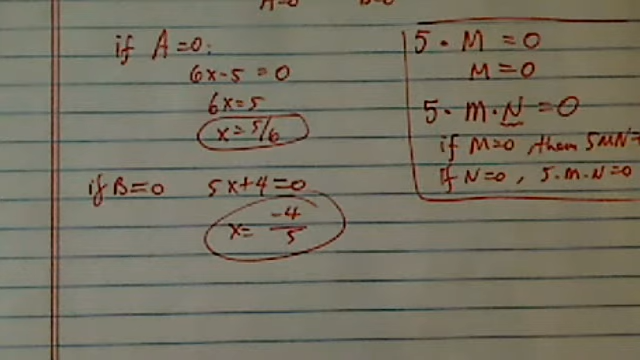 if A=0:
6x-5=0
6x=5
x=5/6
if B=0 5x+4=0
x= -4/5
5 · M = 0
M=0
5 · m · N = 0
if M=0, then 5MN=
if N=0, 5·M·N=0